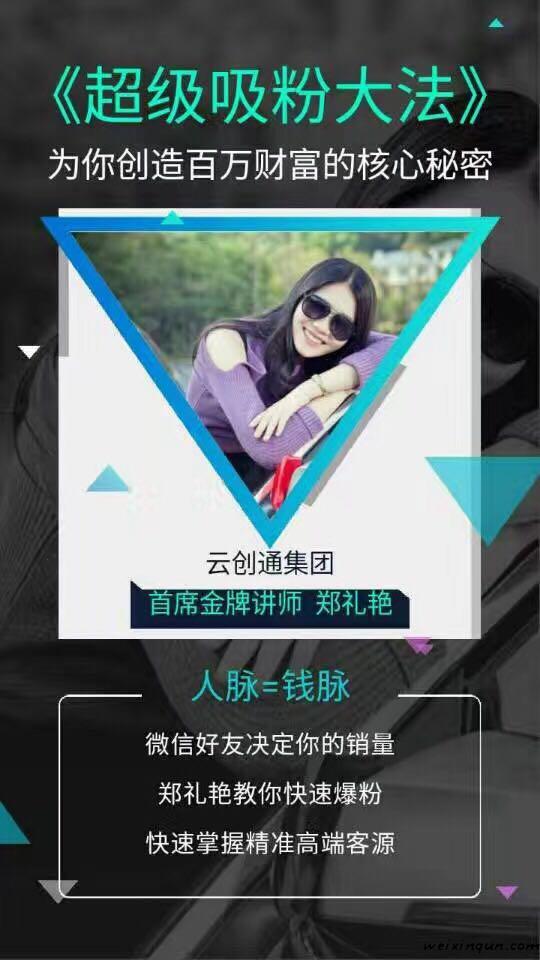 《超级吸粉大法》
为你创造百万财富的核心秘密
云创通集团
首席金牌讲师 郑礼艳
人脉=钱脉
微信好友决定你的销量
郑礼艳教你快速爆粉
快速掌握精准高端客源
weixinqun.com